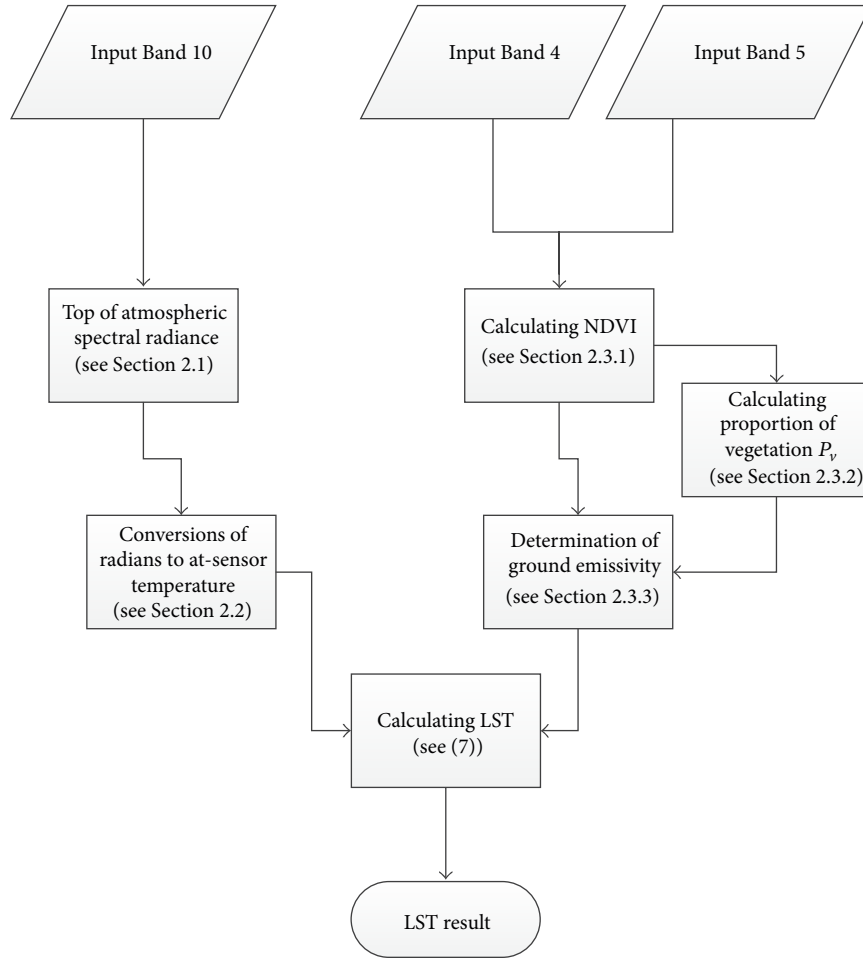 Input Band 10
Input Band 4
Input Band 5
Top of atmospheric
spectral radiance
(see Section 2.1)
Calculating NDVI
(see Section 2.3.1)
Calculating
proportion of
vegetation Pv
(see Section 2.3.2)
Conversions of
radians to at-sensor
temperature
(see Section 2.2)
Determination of
ground emissivity
(see Section 2.3.3)
Calculating LST
(see (7))
LST result